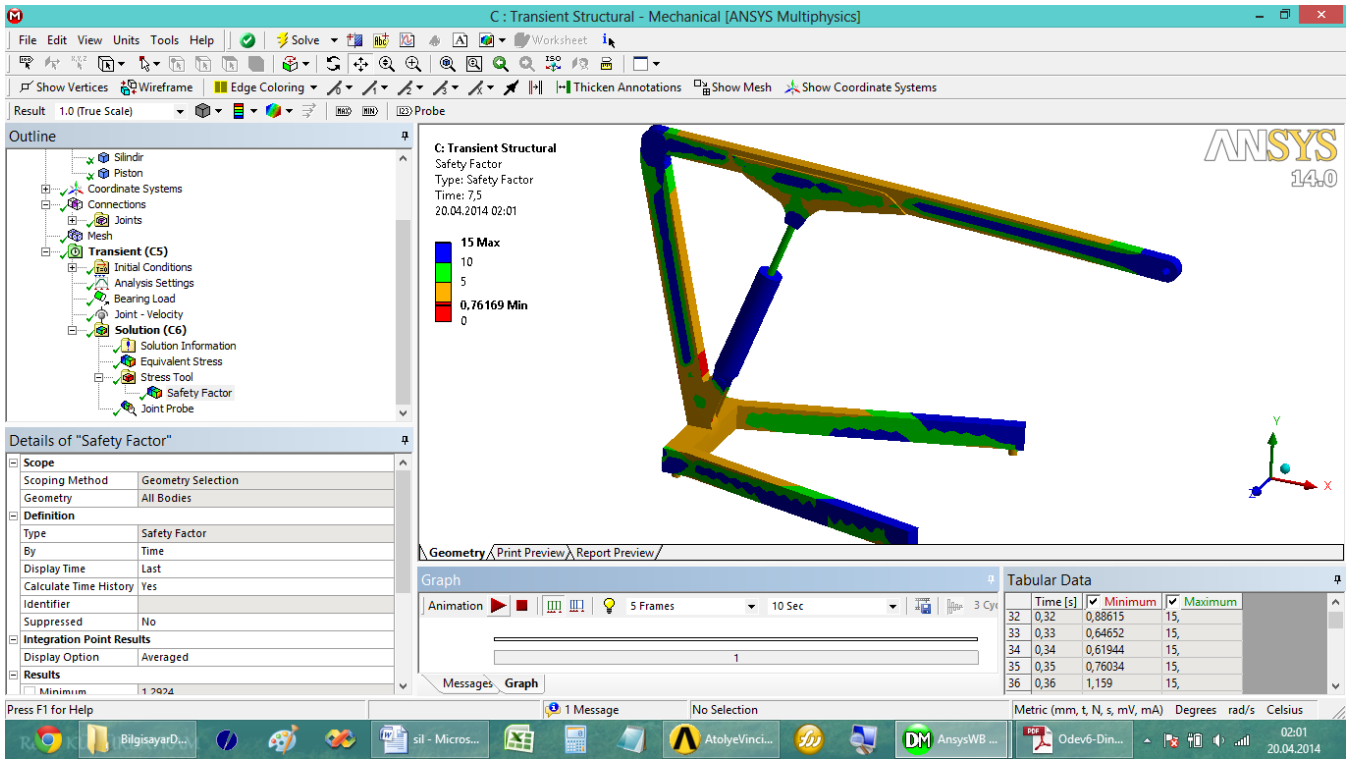 C : Transient Structural - Mechanical [ANSYS Multiphysics]
File Edit View Units Tools Help Solve Worksheet
Show Vertices Wireframe Edge Coloring Thicken Annotations Show Mesh Show Coordinate Systems
Result 1.0 (True Scale) MAX MIN Probe
Outline
Silindir
Piston
Coordinate Systems
Connections
Joints
Mesh
Transient (C5)
Initial Conditions
Analysis Settings
Bearing Load
Joint - Velocity
Solution (C6)
Solution Information
Equivalent Stress
Stress Tool
Safety Factor
Joint Probe
Details of "Safety Factor"
Scope
Scoping Method Geometry Selection
Geometry All Bodies
Definition
Type Safety Factor
By Time
Display Time Last
Calculate Time History Yes
Identifier
Suppressed No
Integration Point Results
Display Option Averaged
Results
Minimum 1.2924
C: Transient Structural
Safety Factor
Type: Safety Factor
Time: 7,5
20.04.2014 02:01
15 Max
10
5
0,76169 Min
0
ANSYS
14.0
Y
X
Z
Geometry Print Preview Report Preview
Graph
Animation 5 Frames 10 Sec 3 Cyc
1
Messages Graph
Tabular Data
Time [s] Minimum Maximum
32 0,32 0,88615 15,
33 0,33 0,64652 15,
34 0,34 0,61944 15,
35 0,35 0,76034 15,
36 0,36 1,159 15,
Press F1 for Help 1 Message No Selection Metric (mm, t, N, s, mV, mA) Degrees rad/s Celsius
BilgisayarD... sil - Micros... AtolyeVinci... DM AnsysWB ... Odev6-Din... 02:01
20.04.2014